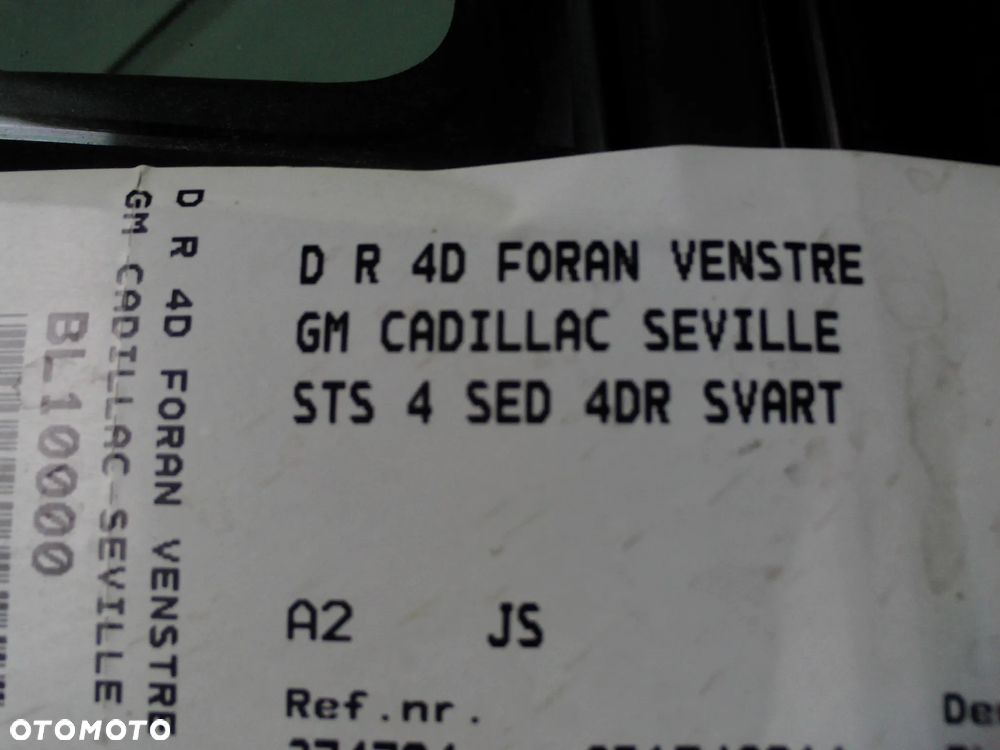 D R 4D FORAN VENSTRE
GM CADILLAC SEVILLE
STS 4 SED 4DR SVART
A2 JS
Ref.nr.
D R 4D FORAN VENSTRE
GM CADILLAC SEVILLE
BL10000
OTOMOTO